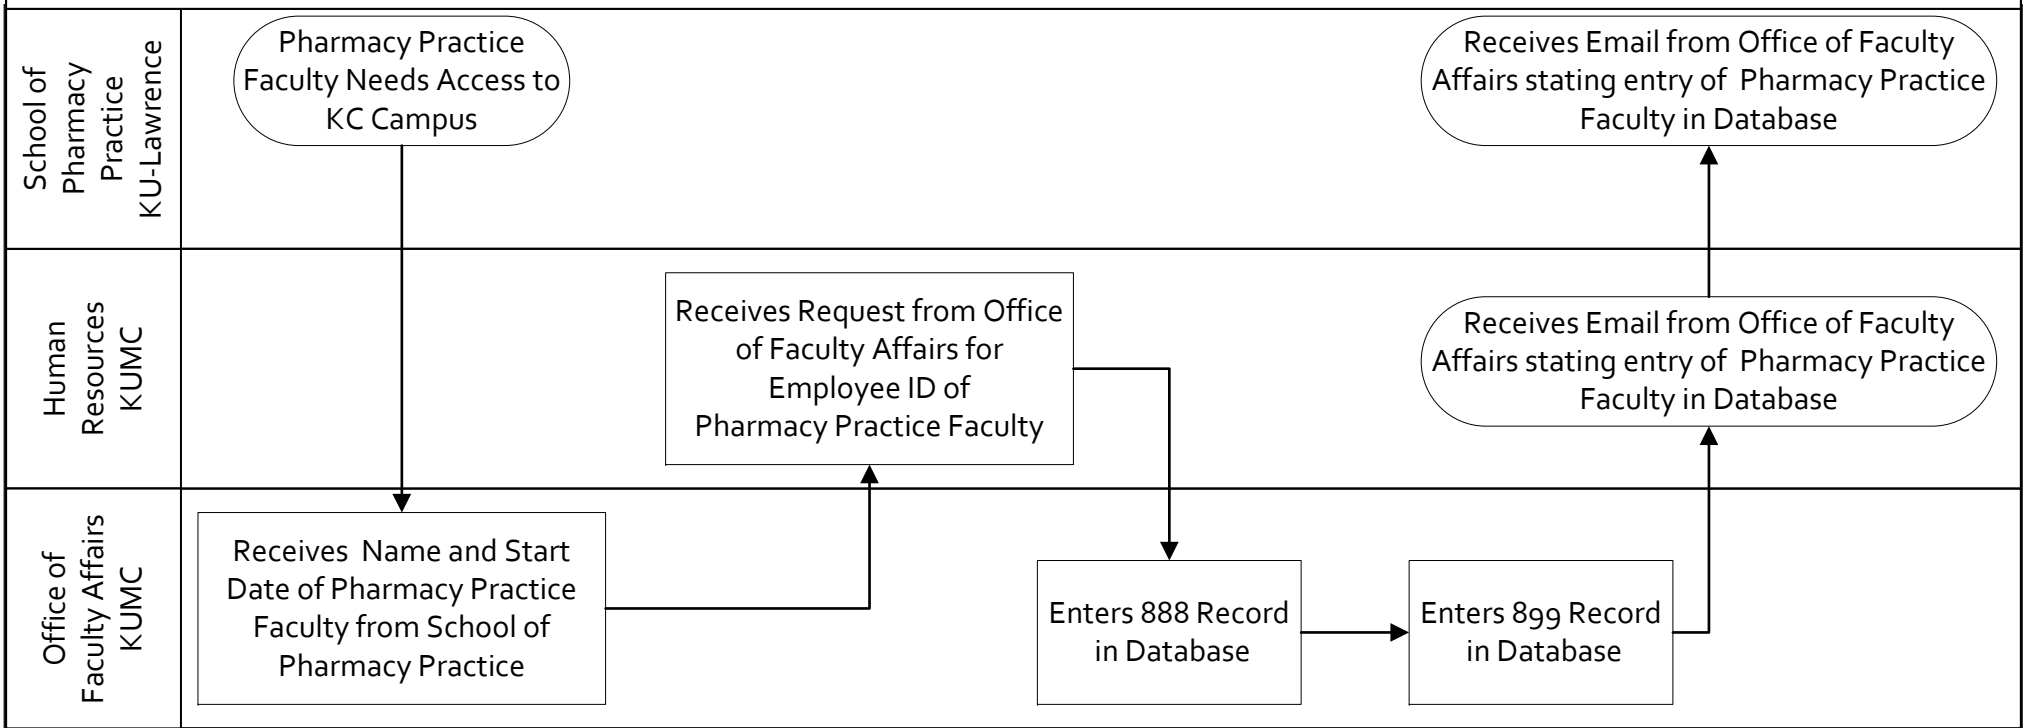 School of
Pharmacy
Practice
KU-Lawrence
Pharmacy Practice
Faculty Needs Access to
KC Campus
Receives Email from Office of Faculty
Affairs stating entry of  Pharmacy Practice
Faculty in Database
Human
Resources
KUMC
Receives Request from Office
of Faculty Affairs for
Employee ID of
Pharmacy Practice Faculty
Receives Email from Office of Faculty
Affairs stating entry of  Pharmacy Practice
Faculty in Database
Office of
Faculty Affairs
KUMC
Receives  Name and Start
Date of Pharmacy Practice
Faculty from School of
Pharmacy Practice
Enters 888 Record
in Database
Enters 899 Record
in Database